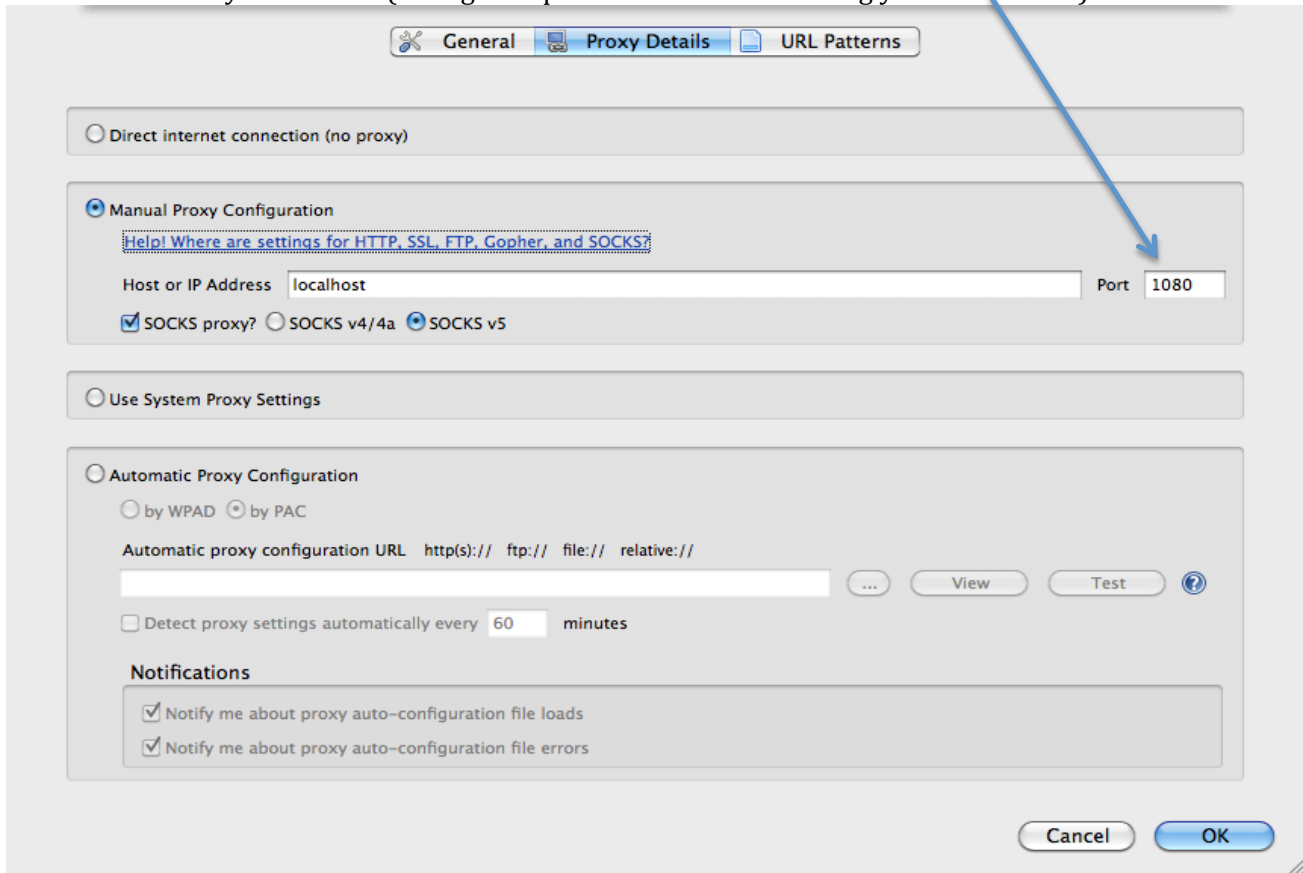 General Proxy Details URL Patterns
Direct internet connection (no proxy)
Manual Proxy Configuration
Help! Where are settings for HTTP, SSL, FTP, Gopher, and SOCKS?
Host or IP Address localhost Port 1080
SOCKS proxy? SOCKS v4/4a SOCKS v5
Use System Proxy Settings
Automatic Proxy Configuration
by WPAD by PAC
Automatic proxy configuration URL http(s):// ftp:// file:// relative://
... View Test ?
Detect proxy settings automatically every 60 minutes
Notifications
Notify me about proxy auto-configuration file loads
Notify me about proxy auto-configuration file errors
Cancel OK